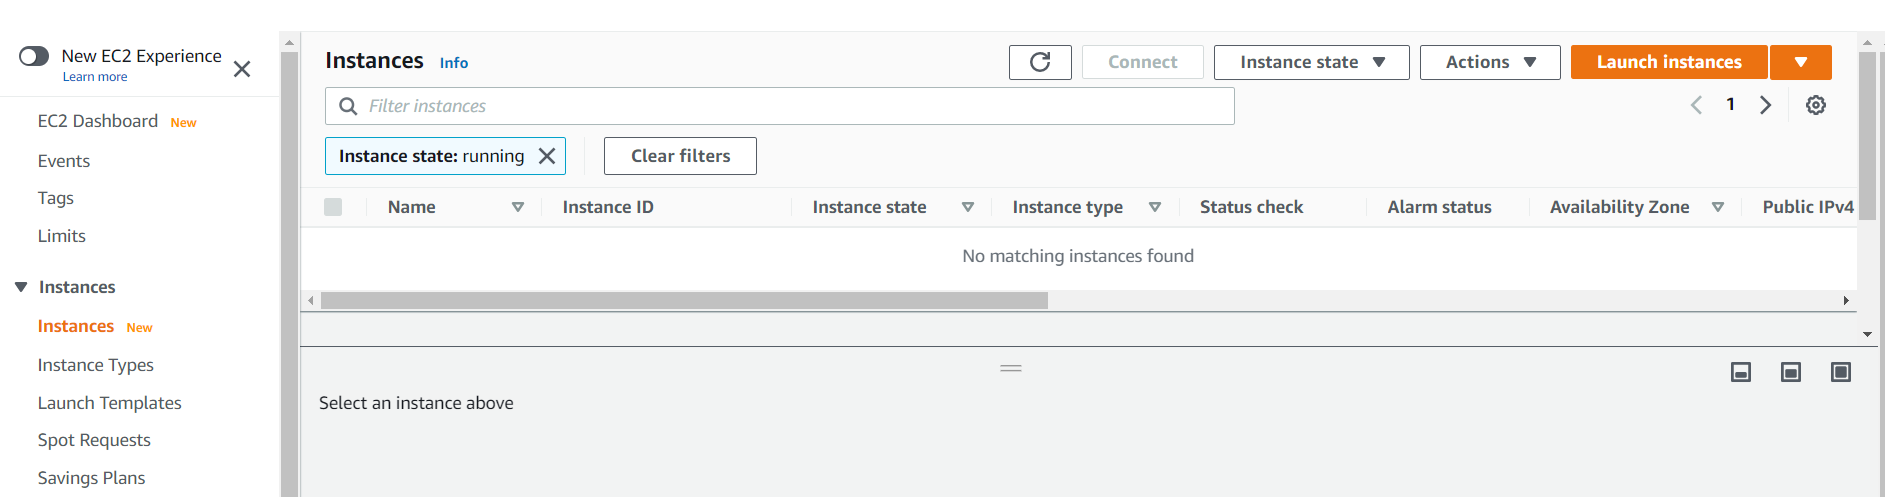 New EC2 Experience
Learn more
EC2 Dashboard New
Events
Tags
Limits
Instances
Instances New
Instance Types
Launch Templates
Spot Requests
Savings Plans
Instances Info
Connect
Instance state
Actions
Launch instances
Filter instances
1
Instance state: running
Clear filters
Name Instance ID Instance state Instance type Status check Alarm status Availability Zone Public IPv4
No matching instances found
Select an instance above